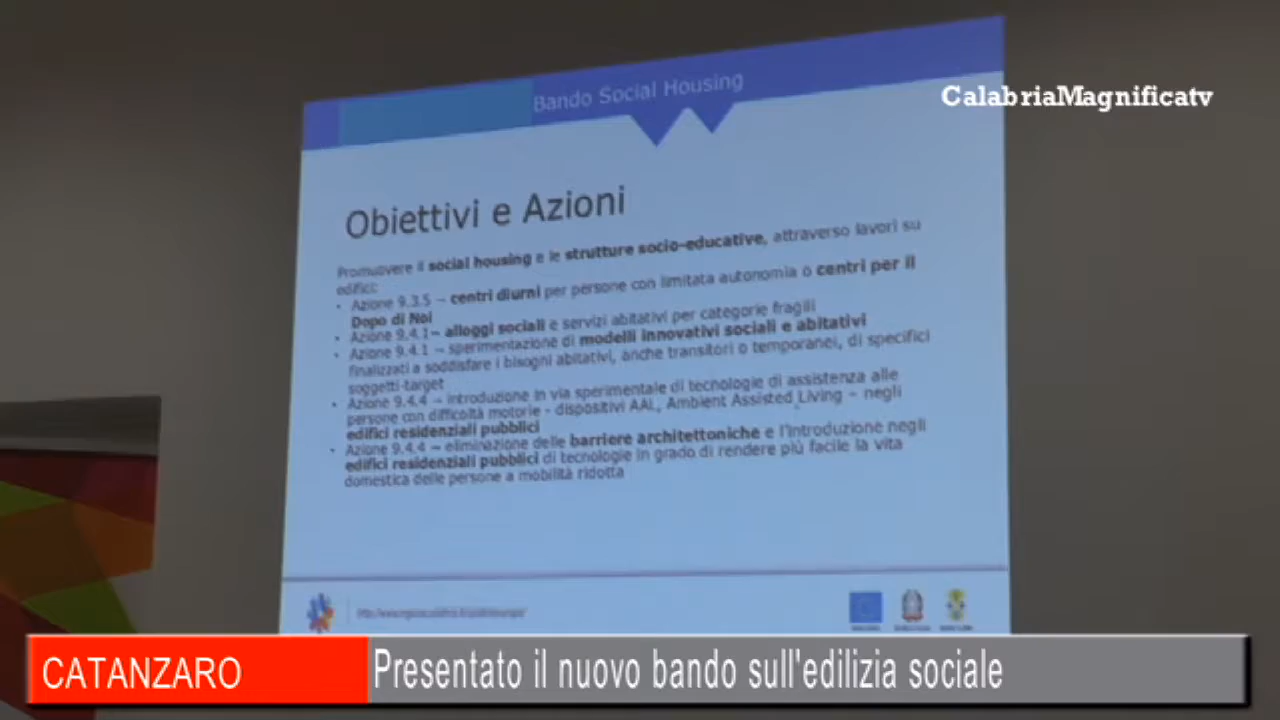 Bando Social Housing
CalabriaMagnificatv
Obiettivi e Azioni
Promuovere il social housing e le strutture socio-educative, attraverso lavori su
edifici:
• Azione 9.3.5 – centri diurni per persone con limitata autonomia o centri per il
Dopo di Noi
• Azione 9.4.1– alloggi sociali e servizi abitativi per categorie fragili
• Azione 9.4.1 – sperimentazione di modelli innovativi sociali e abitativi
finalizzati a soddisfare i bisogni abitativi, anche transitori o temporanei, di specifici
soggetti-target
• Azione 9.4.4 – introduzione in via sperimentale di tecnologie di assistenza alle
persone con difficoltà motorie - dispositivi AAL, Ambient Assisted Living – negli
edifici residenziali pubblici
• Azione 9.4.4 – eliminazione delle barriere architettoniche e l'introduzione negli
edifici residenziali pubblici di tecnologie in grado di rendere più facile la vita
domestica delle persone a mobilità ridotta
CATANZARO
Presentato il nuovo bando sull'edilizia sociale